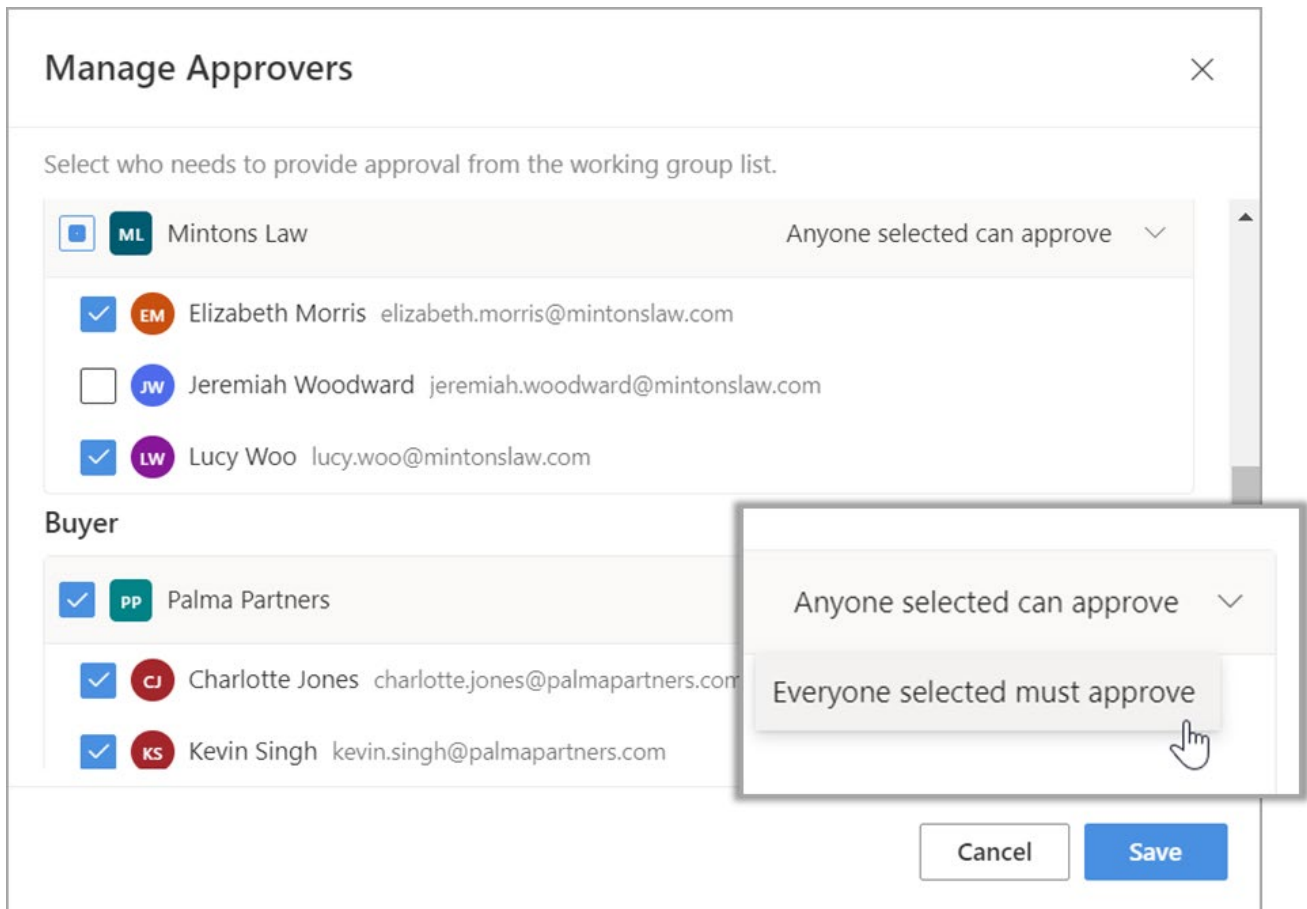 Manage Approvers
Select who needs to provide approval from the working group list.
ML Mintons Law Anyone selected can approve
EM Elizabeth Morris elizabeth.morris@mintonslaw.com
JW Jeremiah Woodward jeremiah.woodward@mintonslaw.com
LW Lucy Woo lucy.woo@mintonslaw.com
Buyer
PP Palma Partners Anyone selected can approve
CJ Charlotte Jones charlotte.jones@palmapartners.com
Everyone selected must approve
KS Kevin Singh kevin.singh@palmapartners.com
Cancel Save